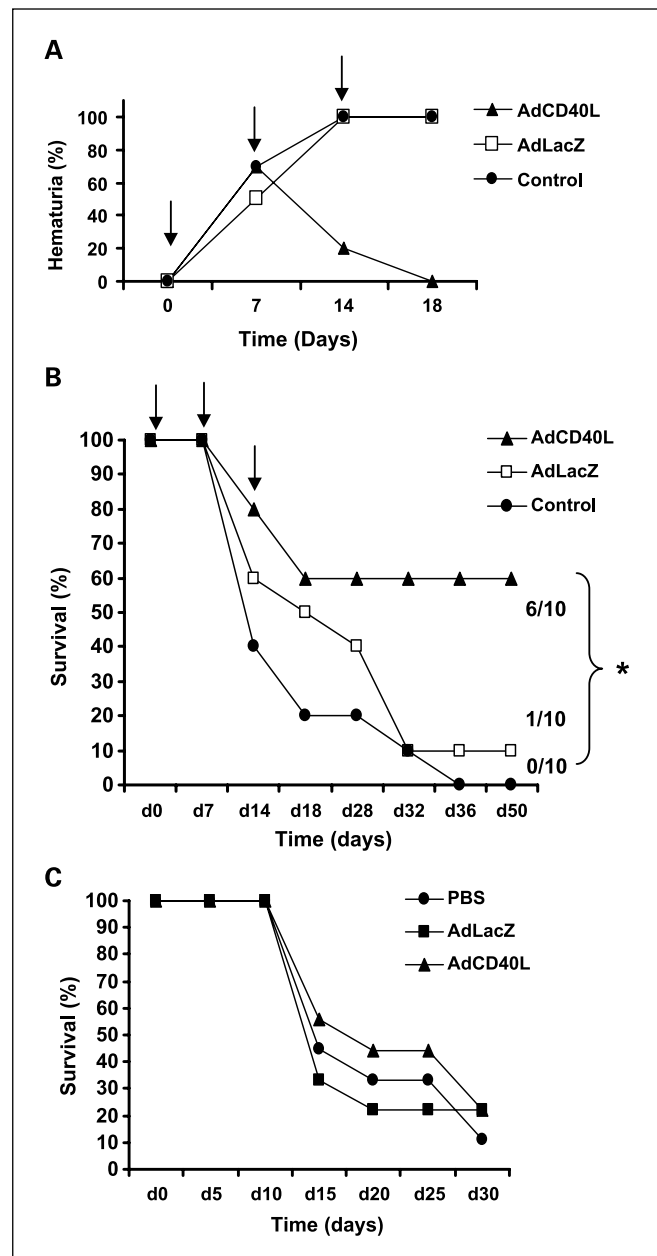 A
AdCD40L
AdLacZ
Control
100
80
60
40
20
0
Hematuria (%)
0 7 14 18
Time (Days)
B
AdCD40L
AdLacZ
Control
100
90
80
70
60
50
40
30
20
10
0
Survival (%)
6/10
1/10
0/10
*
d0 d7 d14 d18 d28 d32 d36 d50
Time (days)
C
PBS
AdLacZ
AdCD40L
100
90
80
70
60
50
40
30
20
10
0
Survival (%)
d0 d5 d10 d15 d20 d25 d30
Time (days)